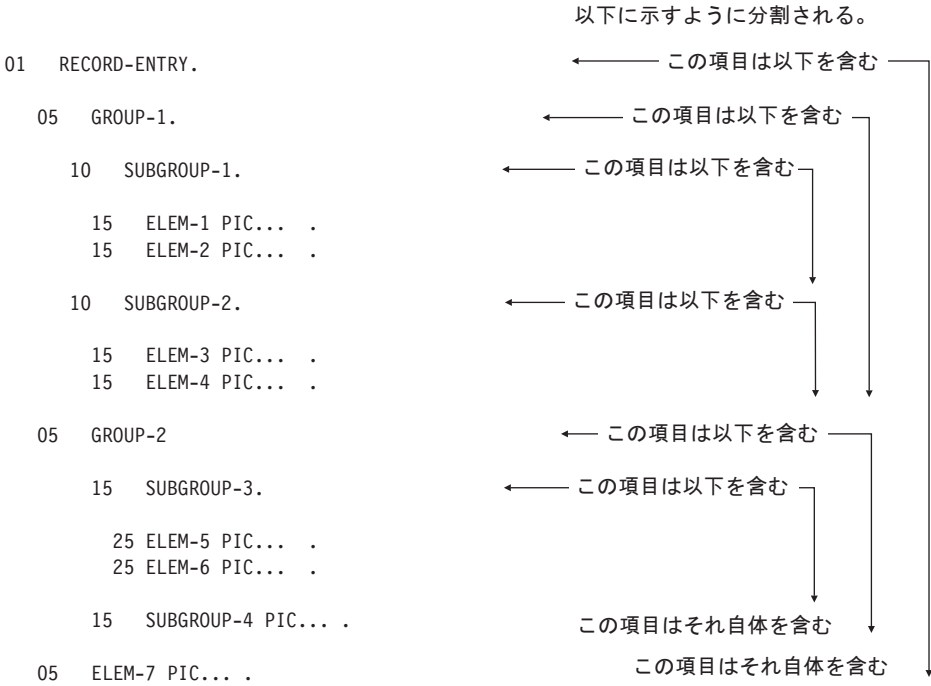 以下に示すように分割される。
01 RECORD-ENTRY. この項目は以下を含む
05 GROUP-1. この項目は以下を含む
10 SUBGROUP-1. この項目は以下を含む
15 ELEM-1 PIC... .
15 ELEM-2 PIC... .
10 SUBGROUP-2. この項目は以下を含む
15 ELEM-3 PIC... .
15 ELEM-4 PIC... .
05 GROUP-2 この項目は以下を含む
15 SUBGROUP-3. この項目は以下を含む
25 ELEM-5 PIC... .
25 ELEM-6 PIC... .
15 SUBGROUP-4 PIC... . この項目はそれ自体を含む
05 ELEM-7 PIC... . この項目はそれ自体を含む